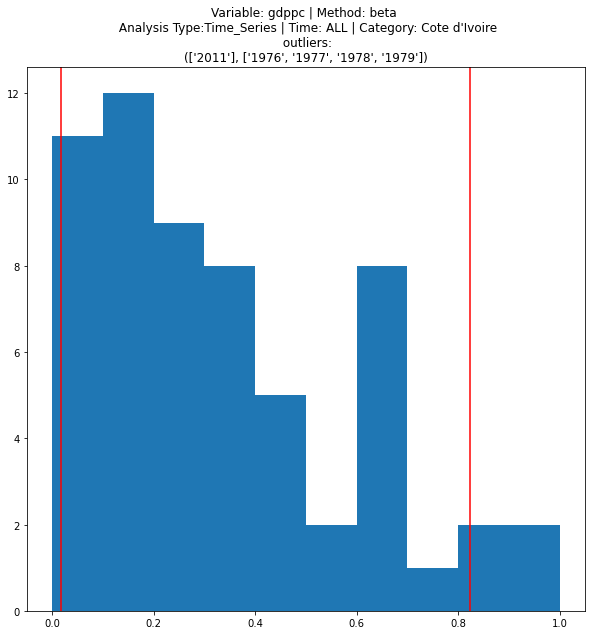 Variable: gdppc | Method: beta
Analysis Type:Time_Series | Time: ALL | Category: Cote d'Ivoire
outliers:
(['2011'], ['1976', '1977', '1978', '1979'])
12
10
8
6
4
2
0
0.0 0.2 0.4 0.6 0.8 1.0